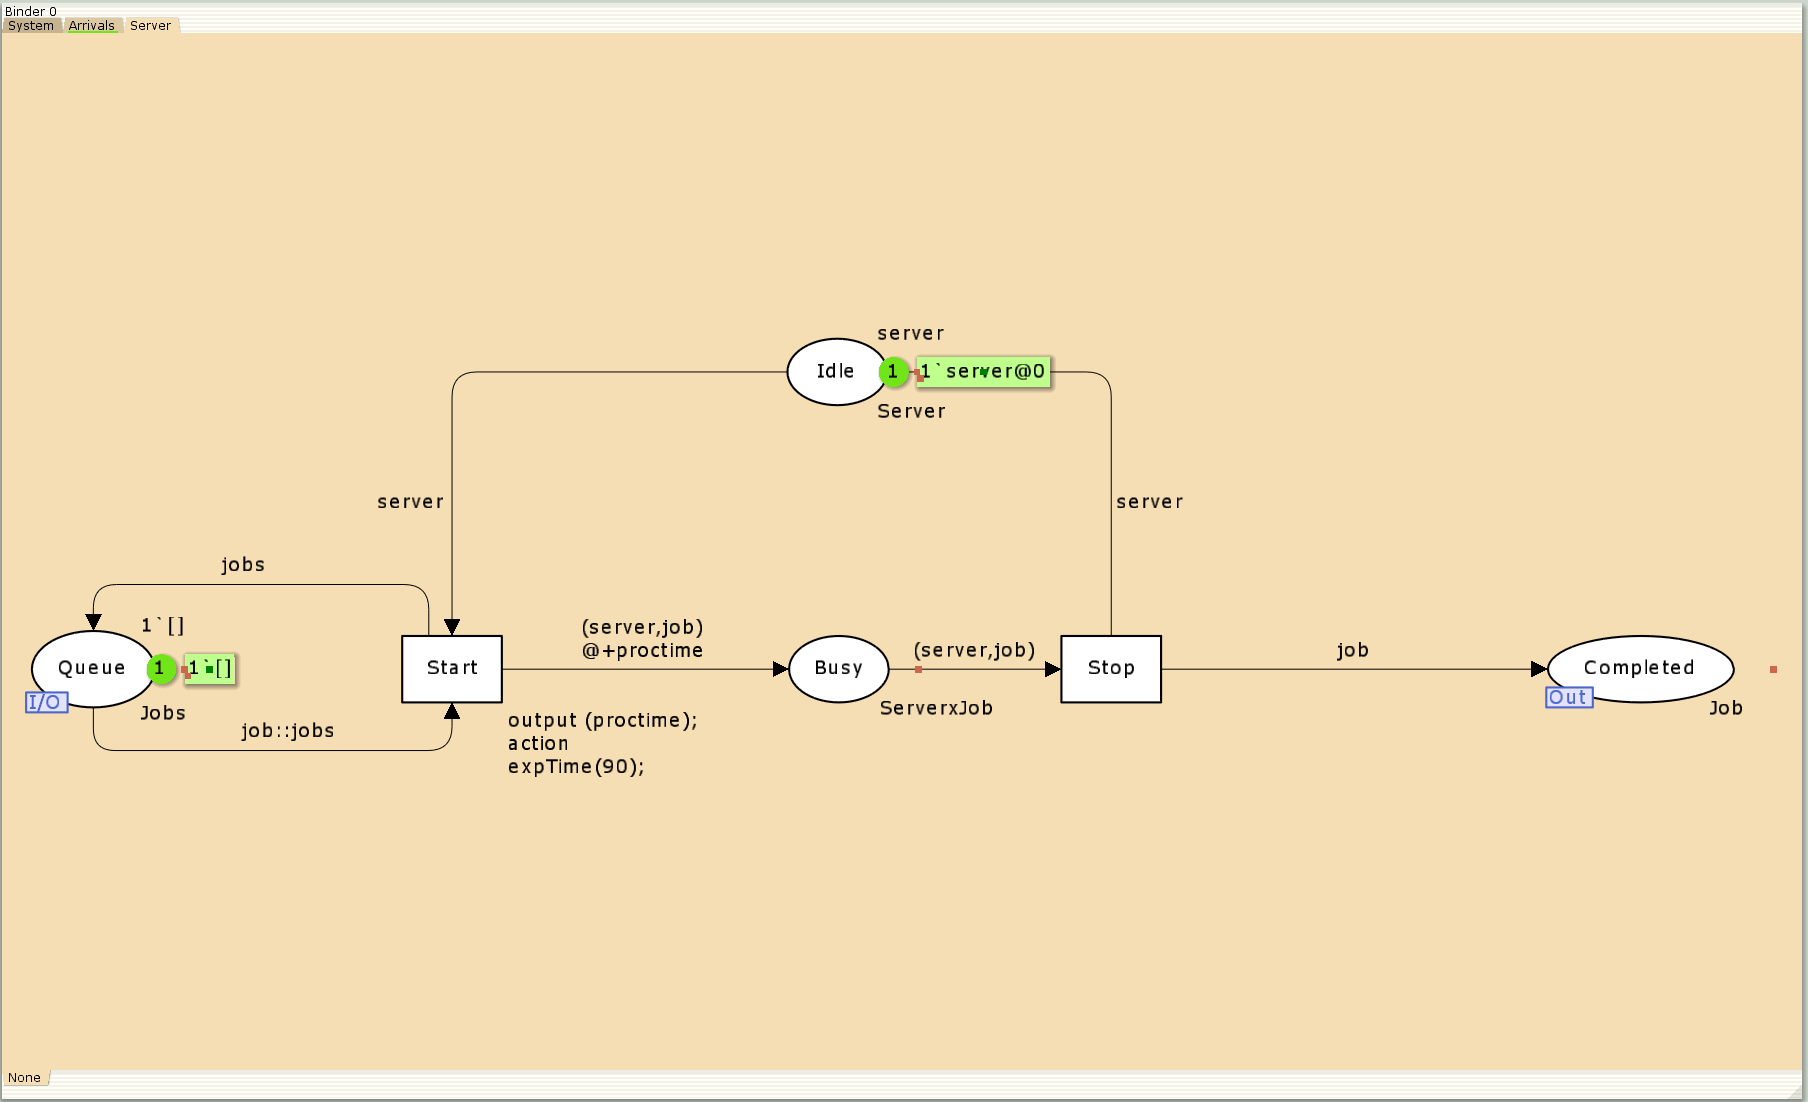 Binder 0
System Arrivals Server
server
Idle 1 1`server@0
Server
server server
jobs
1`[]
(server,job)
@+proctime
Queue 1 1`[]
I/O
Jobs
job::jobs
Start
output (proctime);
action
expTime(90);
Busy
(server,job)
ServerxJob
Stop
job
Completed
Out
Job
None